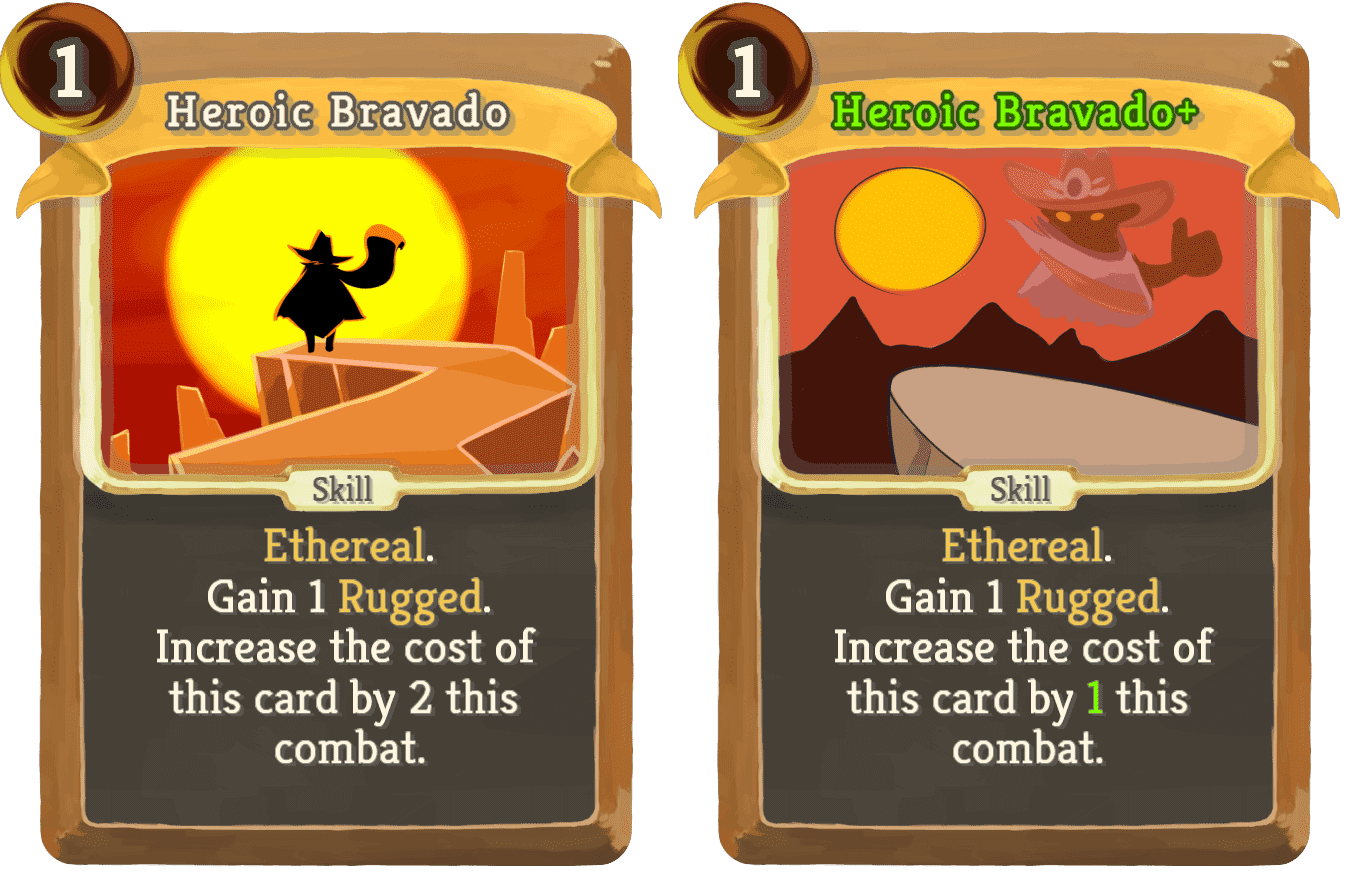 1
Heroic Bravado
Skill
Ethereal.
Gain 1 Rugged.
Increase the cost of
this card by 2 this
combat.
1
Heroic Bravado+
Skill
Ethereal.
Gain 1 Rugged.
Increase the cost of
this card by 1 this
combat.